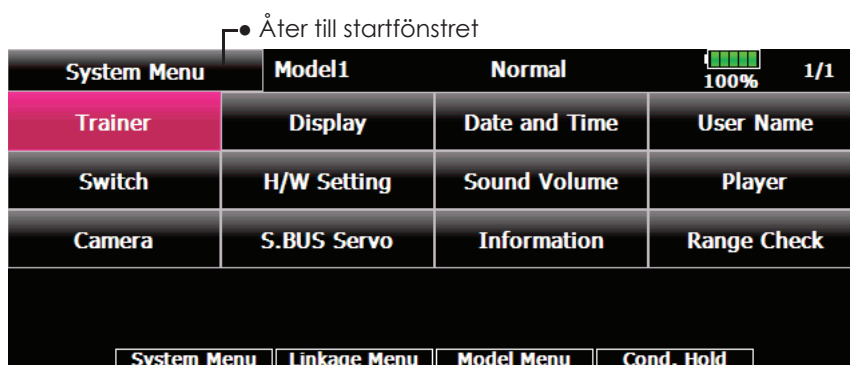 Åter till startfönstret
System Menu Model1 Normal 100% 1/1
Trainer Display Date and Time User Name
Switch H/W Setting Sound Volume Player
Camera S.BUS Servo Information Range Check
System Menu Linkage Menu Model Menu Cond. Hold